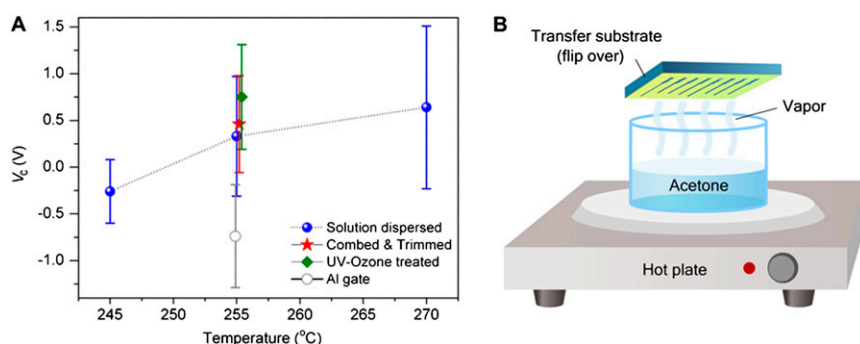 A
1.5
1.0
0.5
0.0
-0.5
-1.0
V_C (V)
Solution dispersed
Combed & Trimmed
UV-Ozone treated
Al gate
245 250 255 260 265 270
Temperature (°C)
B
Transfer substrate
(flip over)
Vapor
Acetone
Hot plate